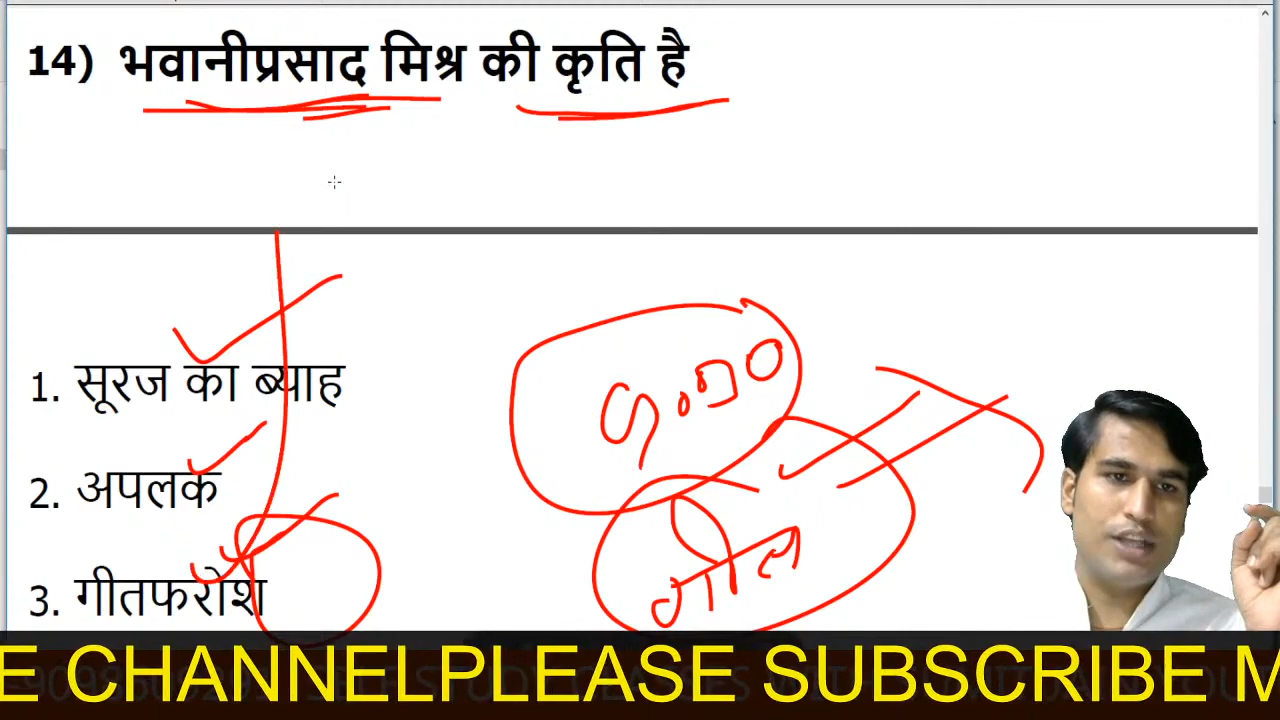 14) भवानीप्रसाद मिश्र की कृति है
1. सूरज का ब्याह
2. अपलक
3. गीतफरोश
गीत
E CHANNELPLEASE SUBSCRIBE M